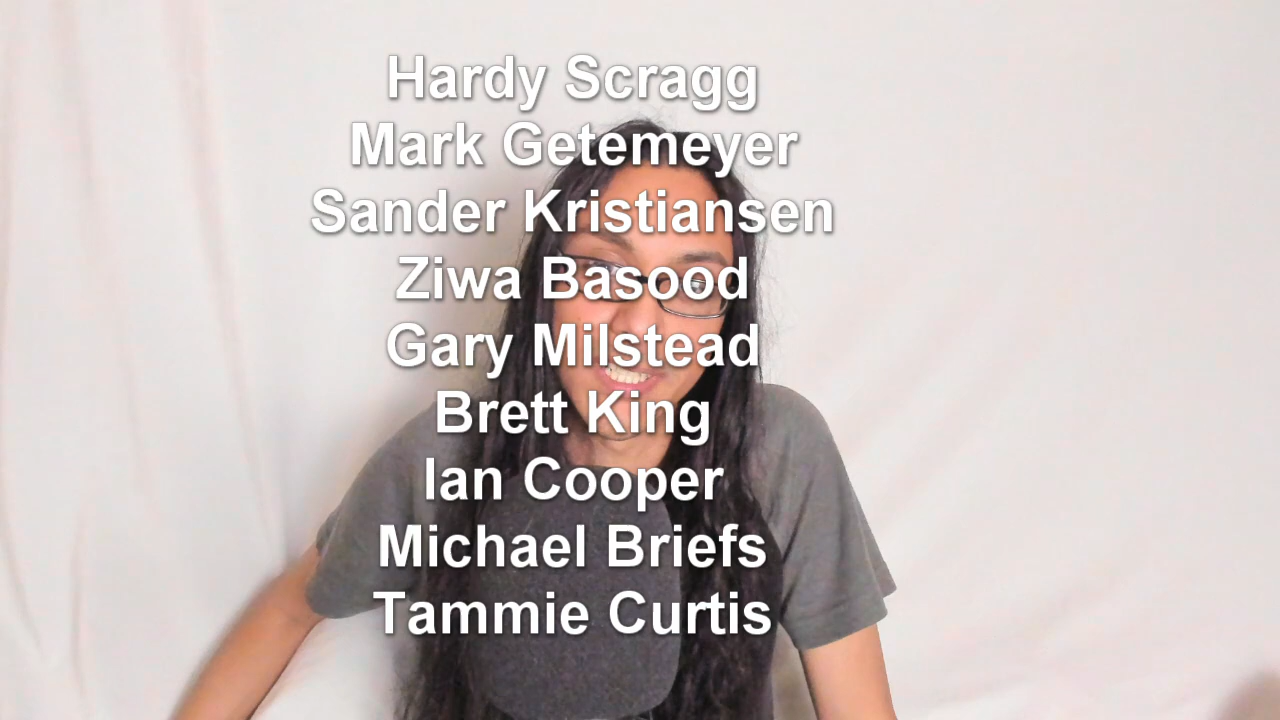 Hardy Scragg
Mark Getemeyer
Sander Kristiansen
Ziwa Basood
Gary Milstead
Brett King
Ian Cooper
Michael Briefs
Tammie Curtis